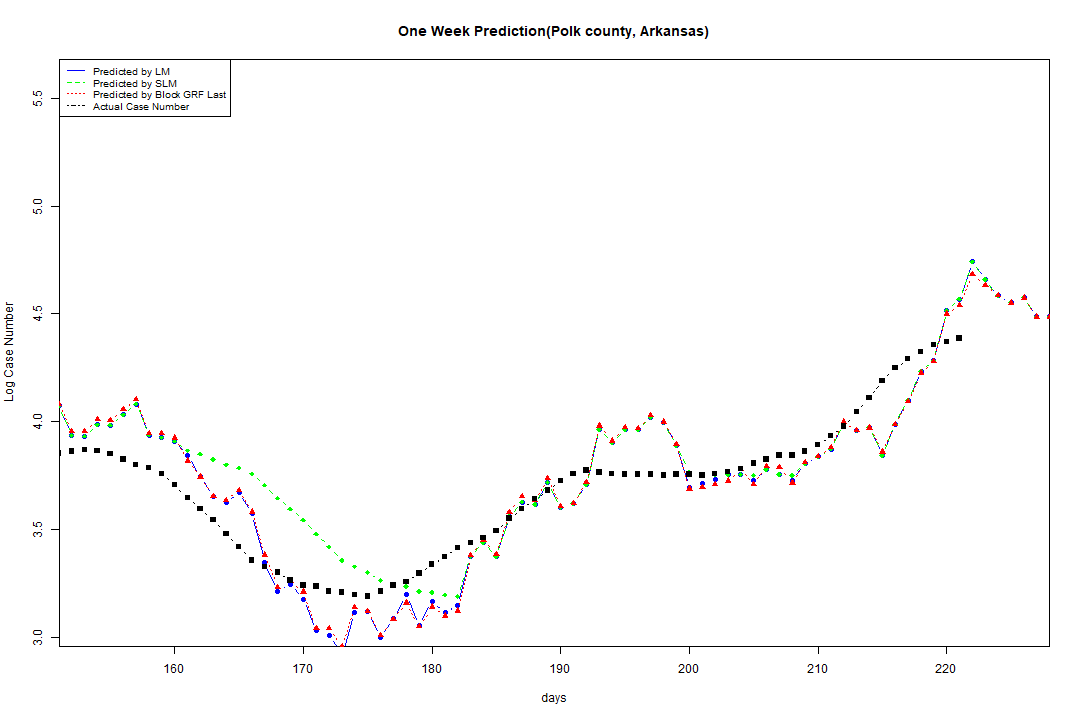 One Week Prediction(Polk county, Arkansas)
Predicted by LM
Predicted by SLM
Predicted by Block GRF Last
Actual Case Number
5.5
5.0
4.5
4.0
3.5
3.0
Log Case Number
160 170 180 190 200 210 220
days